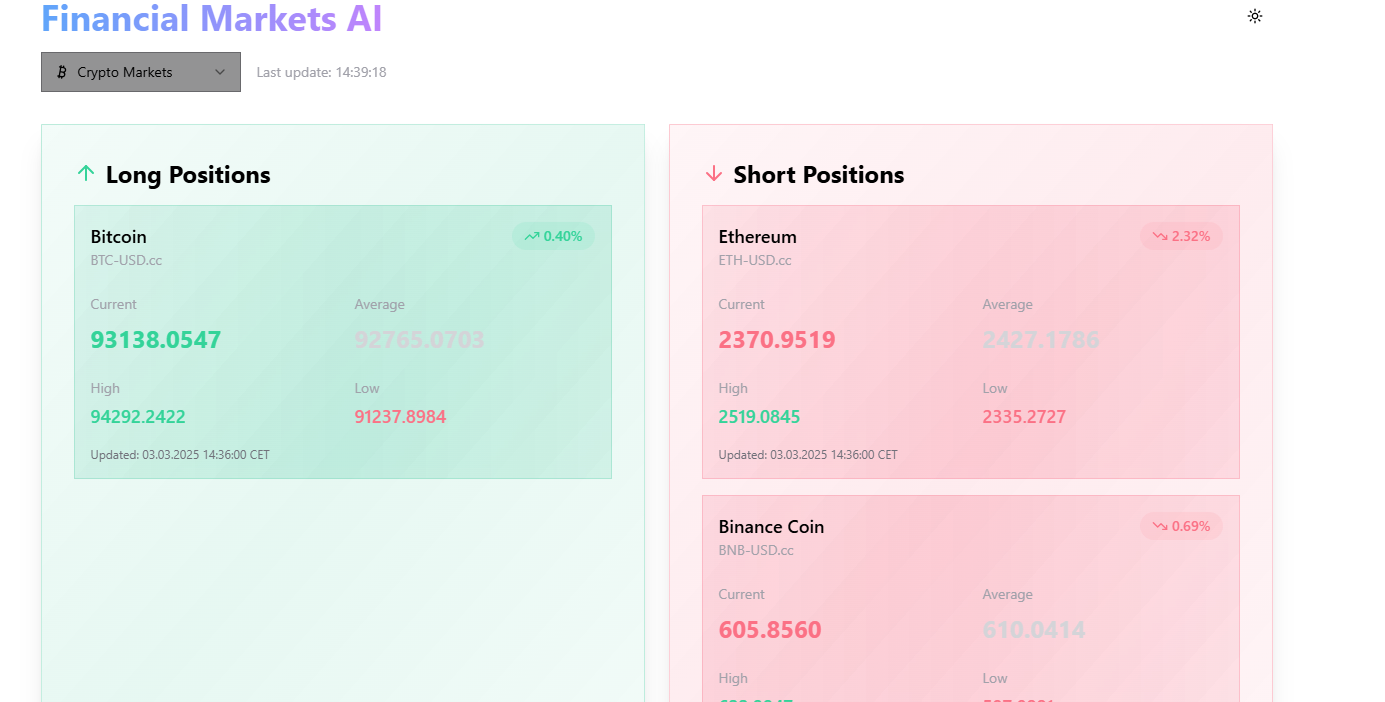 Financial Markets AI
Crypto Markets
Last update: 14:39:18
Long Positions
Bitcoin
0.40%
BTC-USD.cc
Current
Average
93138.0547
92765.0703
High
Low
94292.2422
91237.8984
Updated: 03.03.2025 14:36:00 CET
Short Positions
Ethereum
2.32%
ETH-USD.cc
Current
Average
2370.9519
2427.1786
High
Low
2519.0845
2335.2727
Updated: 03.03.2025 14:36:00 CET
Binance Coin
0.69%
BNB-USD.cc
Current
Average
605.8560
610.0414
High
Low